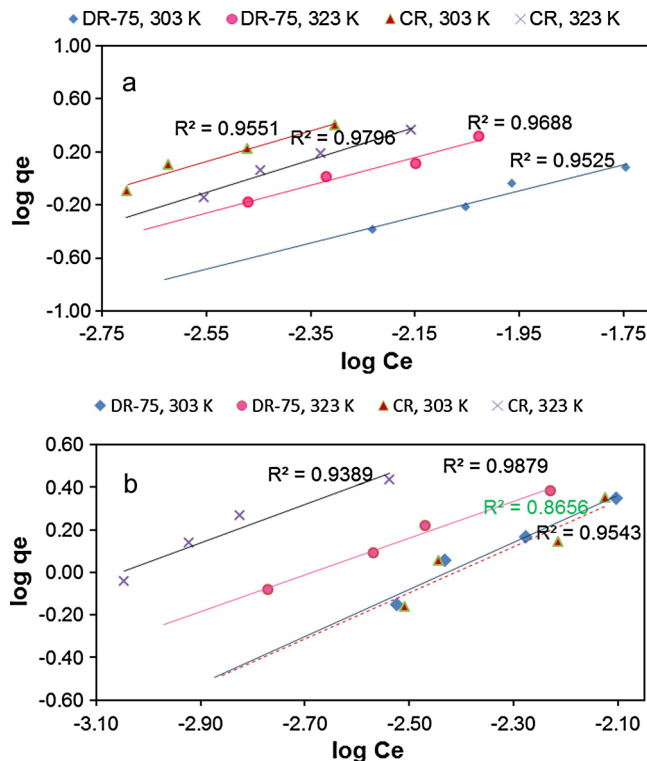 DR-75, 303 K DR-75, 323 K CR, 303 K CR, 323 K
a
1.00
0.60
0.20
-0.20
-0.60
-1.00
log qe
R² = 0.9551
R² = 0.9796
R² = 0.9688
R² = 0.9525
-2.75 -2.55 -2.35 -2.15 -1.95 -1.75
log Ce
DR-75, 303 K DR-75, 323 K CR, 303 K CR, 323 K
b
0.60
0.40
0.20
0.00
-0.20
-0.40
-0.60
log qe
R² = 0.9389
R² = 0.9879
R² = 0.8656
R² = 0.9543
-3.10 -2.90 -2.70 -2.50 -2.30 -2.10
log Ce